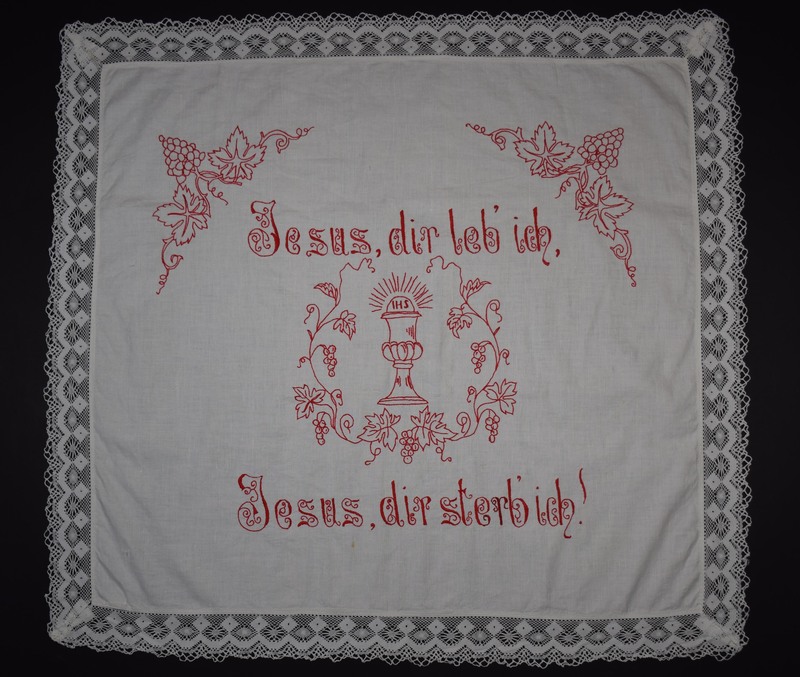 Jesus, dir leb' ich,
IHS
Jesus, dir sterb' ich!